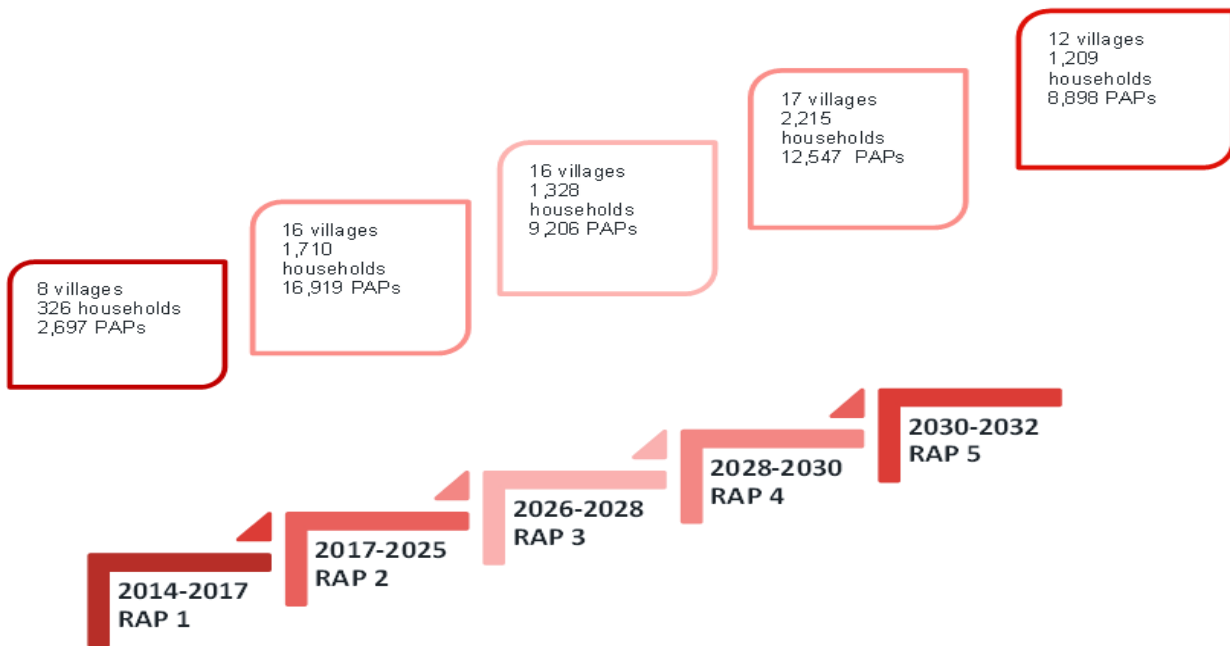 8 villages
326 households
2,697 PAPs
16 villages
1,710
households
16,919 PAPs
16 villages
1,328
households
9,206 PAPs
17 villages
2,215
households
12,547 PAPs
12 villages
1,209
households
8,898 PAPs
2014-2017
RAP 1
2017-2025
RAP 2
2026-2028
RAP 3
2028-2030
RAP 4
2030-2032
RAP 5